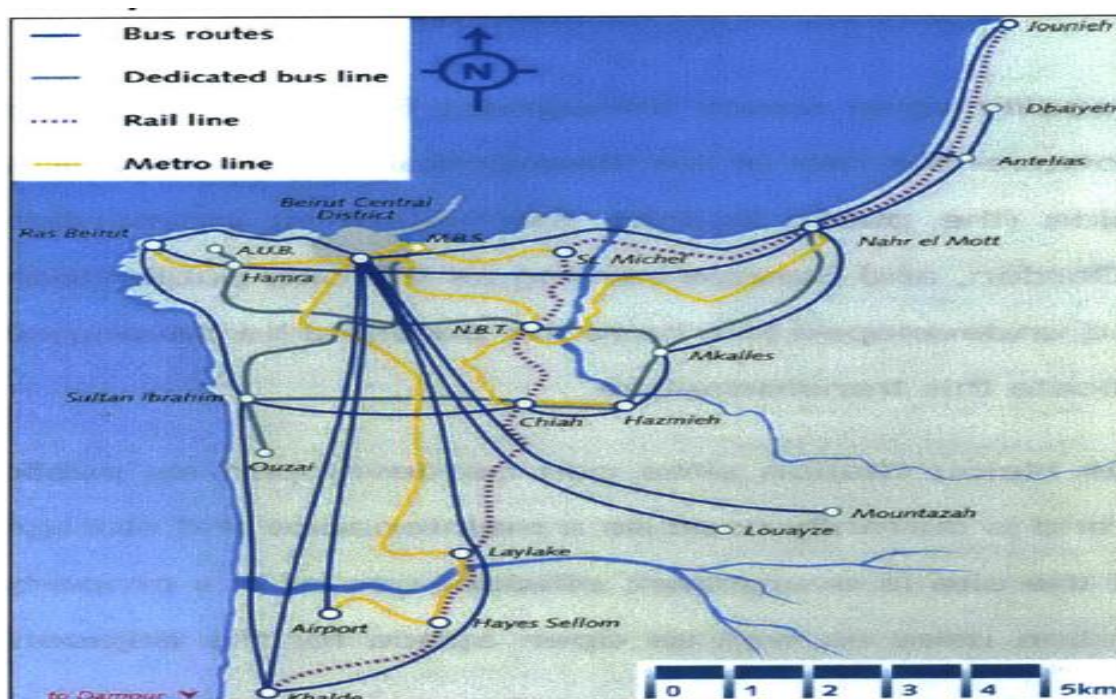 Bus routes
Dedicated bus line
Rail line
Metro line
N
Jounieh
Dbaiyeh
Antelias
Beirut Central
District
Ras Beirut
A.U.B.
M.B.S.
Nahr el Mott
Hamra
St. Michel
N.B.T.
Mkalles
Sultan Ibrahim
Chiah
Hazmieh
Ouzai
Mountazah
Louayze
Laylake
Airport
Hayes Sellom
Khalde
to Damour
0 1 2 3 4 5km